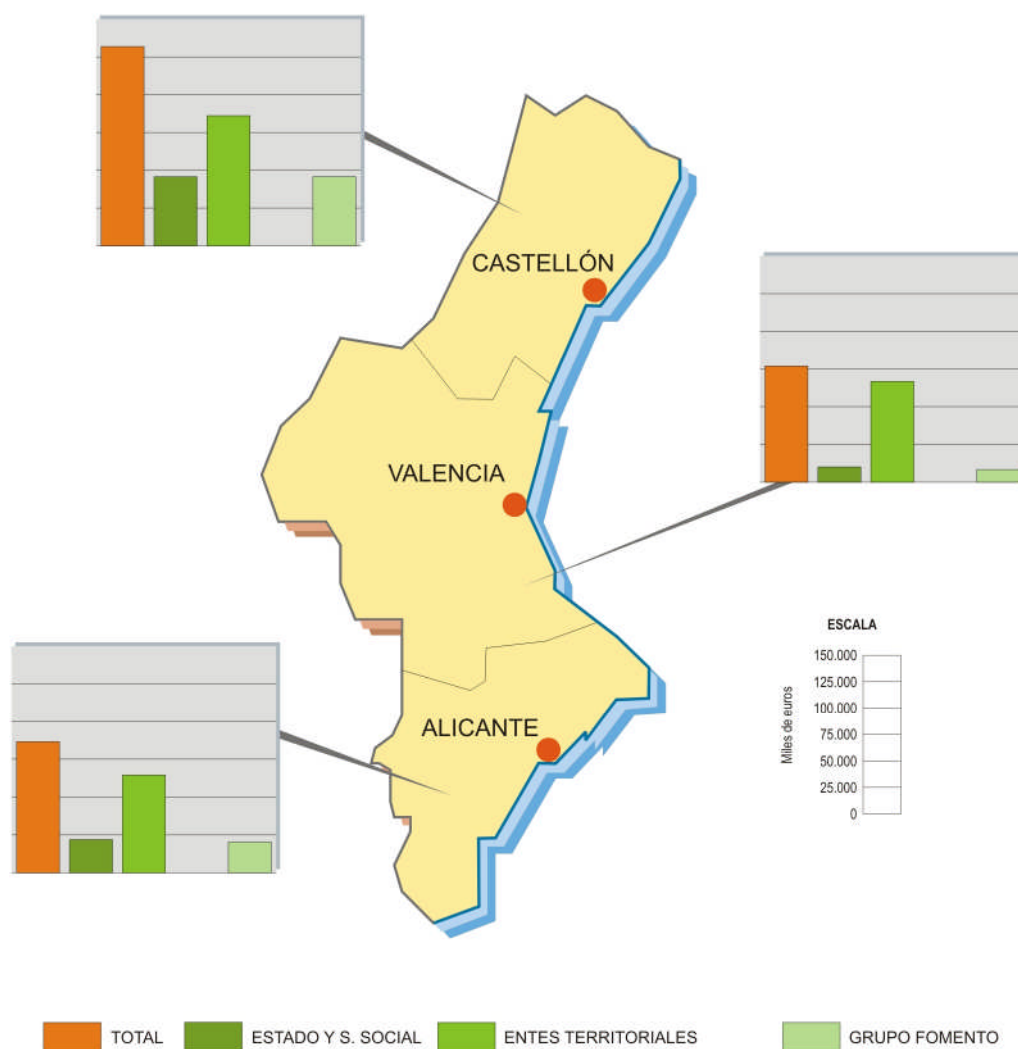 CASTELLÓN
VALENCIA
ALICANTE
ESCALA
Miles de euros
150.000
125.000
100.000
75.000
50.000
25.000
0
TOTAL
ESTADO Y S. SOCIAL
ENTES TERRITORIALES
GRUPO FOMENTO